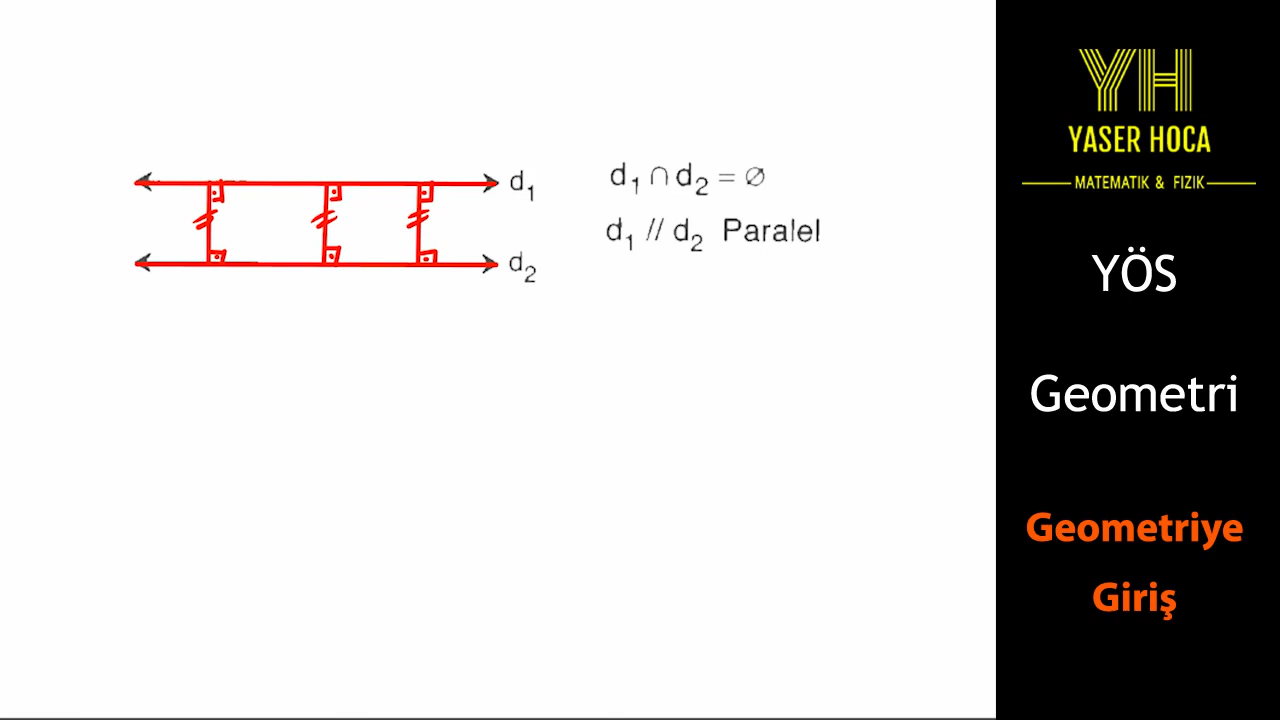 d₁
d₂
d₁ ∩ d₂ = ∅
d₁ // d₂ Paralel
YH
YASER HOCA
MATEMATIK & FIZIK
YÖS
Geometri
Geometriye
Giriş